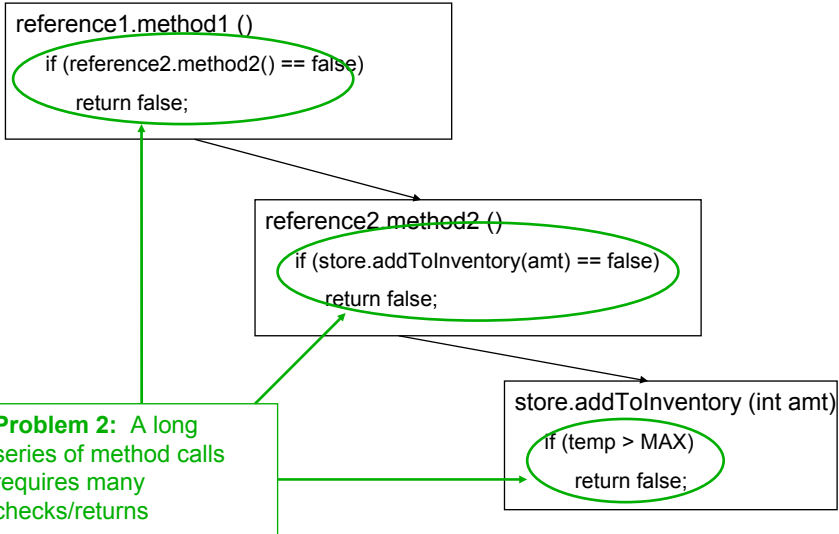 reference1.method1 ()
if (reference2.method2() == false)
return false;
reference2.method2 ()
if (store.addToInventory(amt) == false)
return false;
store.addToInventory (int amt)
if (temp > MAX)
return false;
Problem 2: A long
series of method calls
requires many
checks/returns